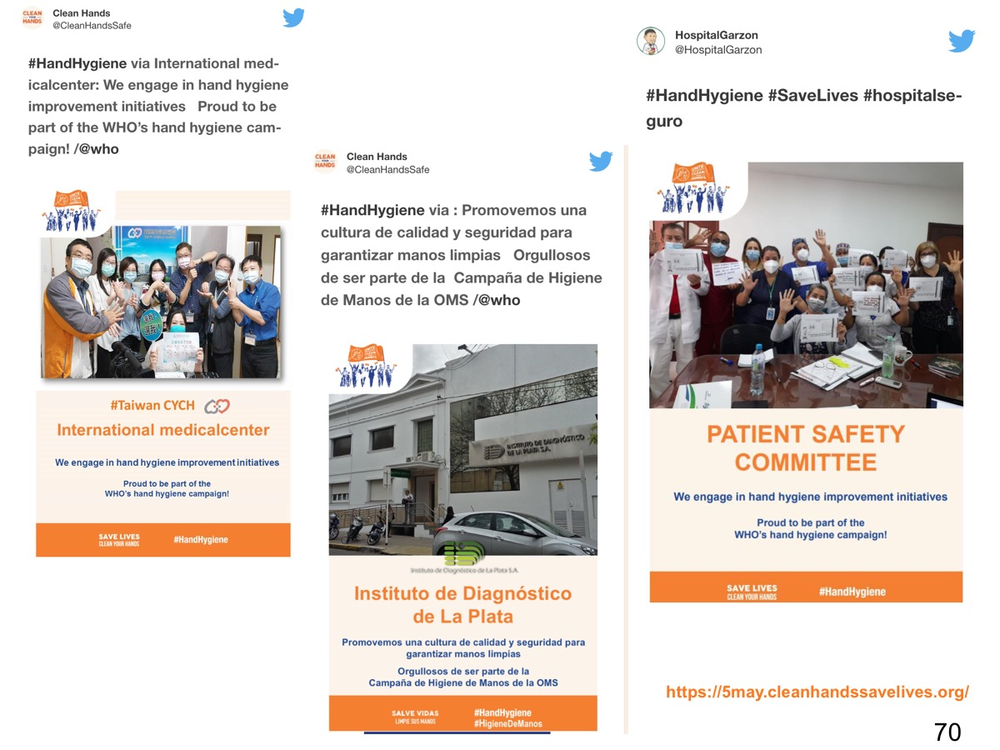 CLEAN
YOUR
HANDS
Clean Hands
@CleanHandsSafe
#HandHygiene via International med-
icalcenter: We engage in hand hygiene
improvement initiatives   Proud to be
part of the WHO’s hand hygiene cam-
paign! /@who
#Taiwan CYCH
International medicalcenter
We engage in hand hygiene improvement initiatives
Proud to be part of the
WHO’s hand hygiene campaign!
SAVE LIVES
CLEAN YOUR HANDS
#HandHygiene
CLEAN
YOUR
HANDS
Clean Hands
@CleanHandsSafe
#HandHygiene via : Promovemos una
cultura de calidad y seguridad para
garantizar manos limpias   Orgullosos
de ser parte de la  Campaña de Higiene
de Manos de la OMS /@who
INSTITUTO DE DIAGNÓSTICO
DE LA PLATA S.A.
Instituto de Diagnóstico de La Plata S.A.
Instituto de Diagnóstico
de La Plata
Promovemos una cultura de calidad y seguridad para
garantizar manos limpias
Orgullosos de ser parte de la
Campaña de Higiene de Manos de la OMS
SALVE VIDAS
LIMPIE SUS MANOS
#HandHygiene
#HigieneDeManos
HospitalGarzon
@HospitalGarzon
#HandHygiene #SaveLives #hospitalse-
guro
PATIENT SAFETY
COMMITTEE
We engage in hand hygiene improvement initiatives
Proud to be part of the
WHO’s hand hygiene campaign!
SAVE LIVES
CLEAN YOUR HANDS
#HandHygiene
https://5may.cleanhandssavelives.org/
70